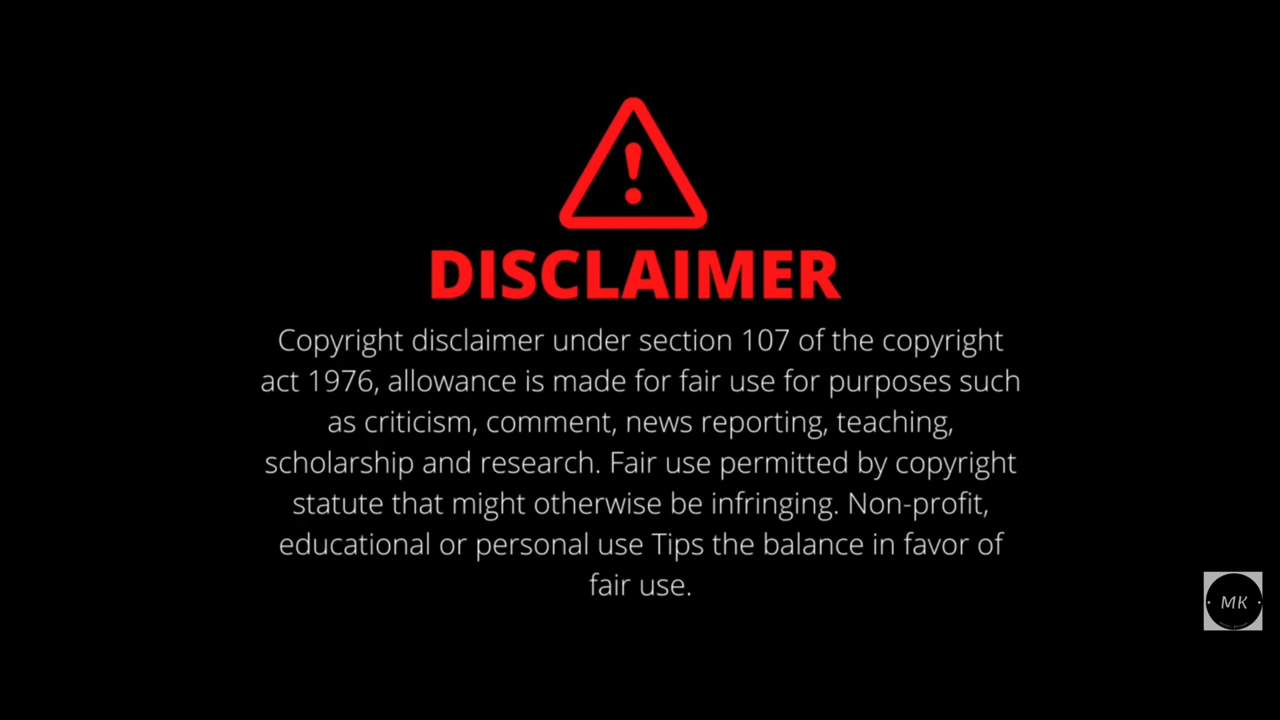 DISCLAIMER
Copyright disclaimer under section 107 of the copyright
act 1976, allowance is made for fair use for purposes such
as criticism, comment, news reporting, teaching,
scholarship and research. Fair use permitted by copyright
statute that might otherwise be infringing. Non-profit,
educational or personal use Tips the balance in favor of
fair use.
MK